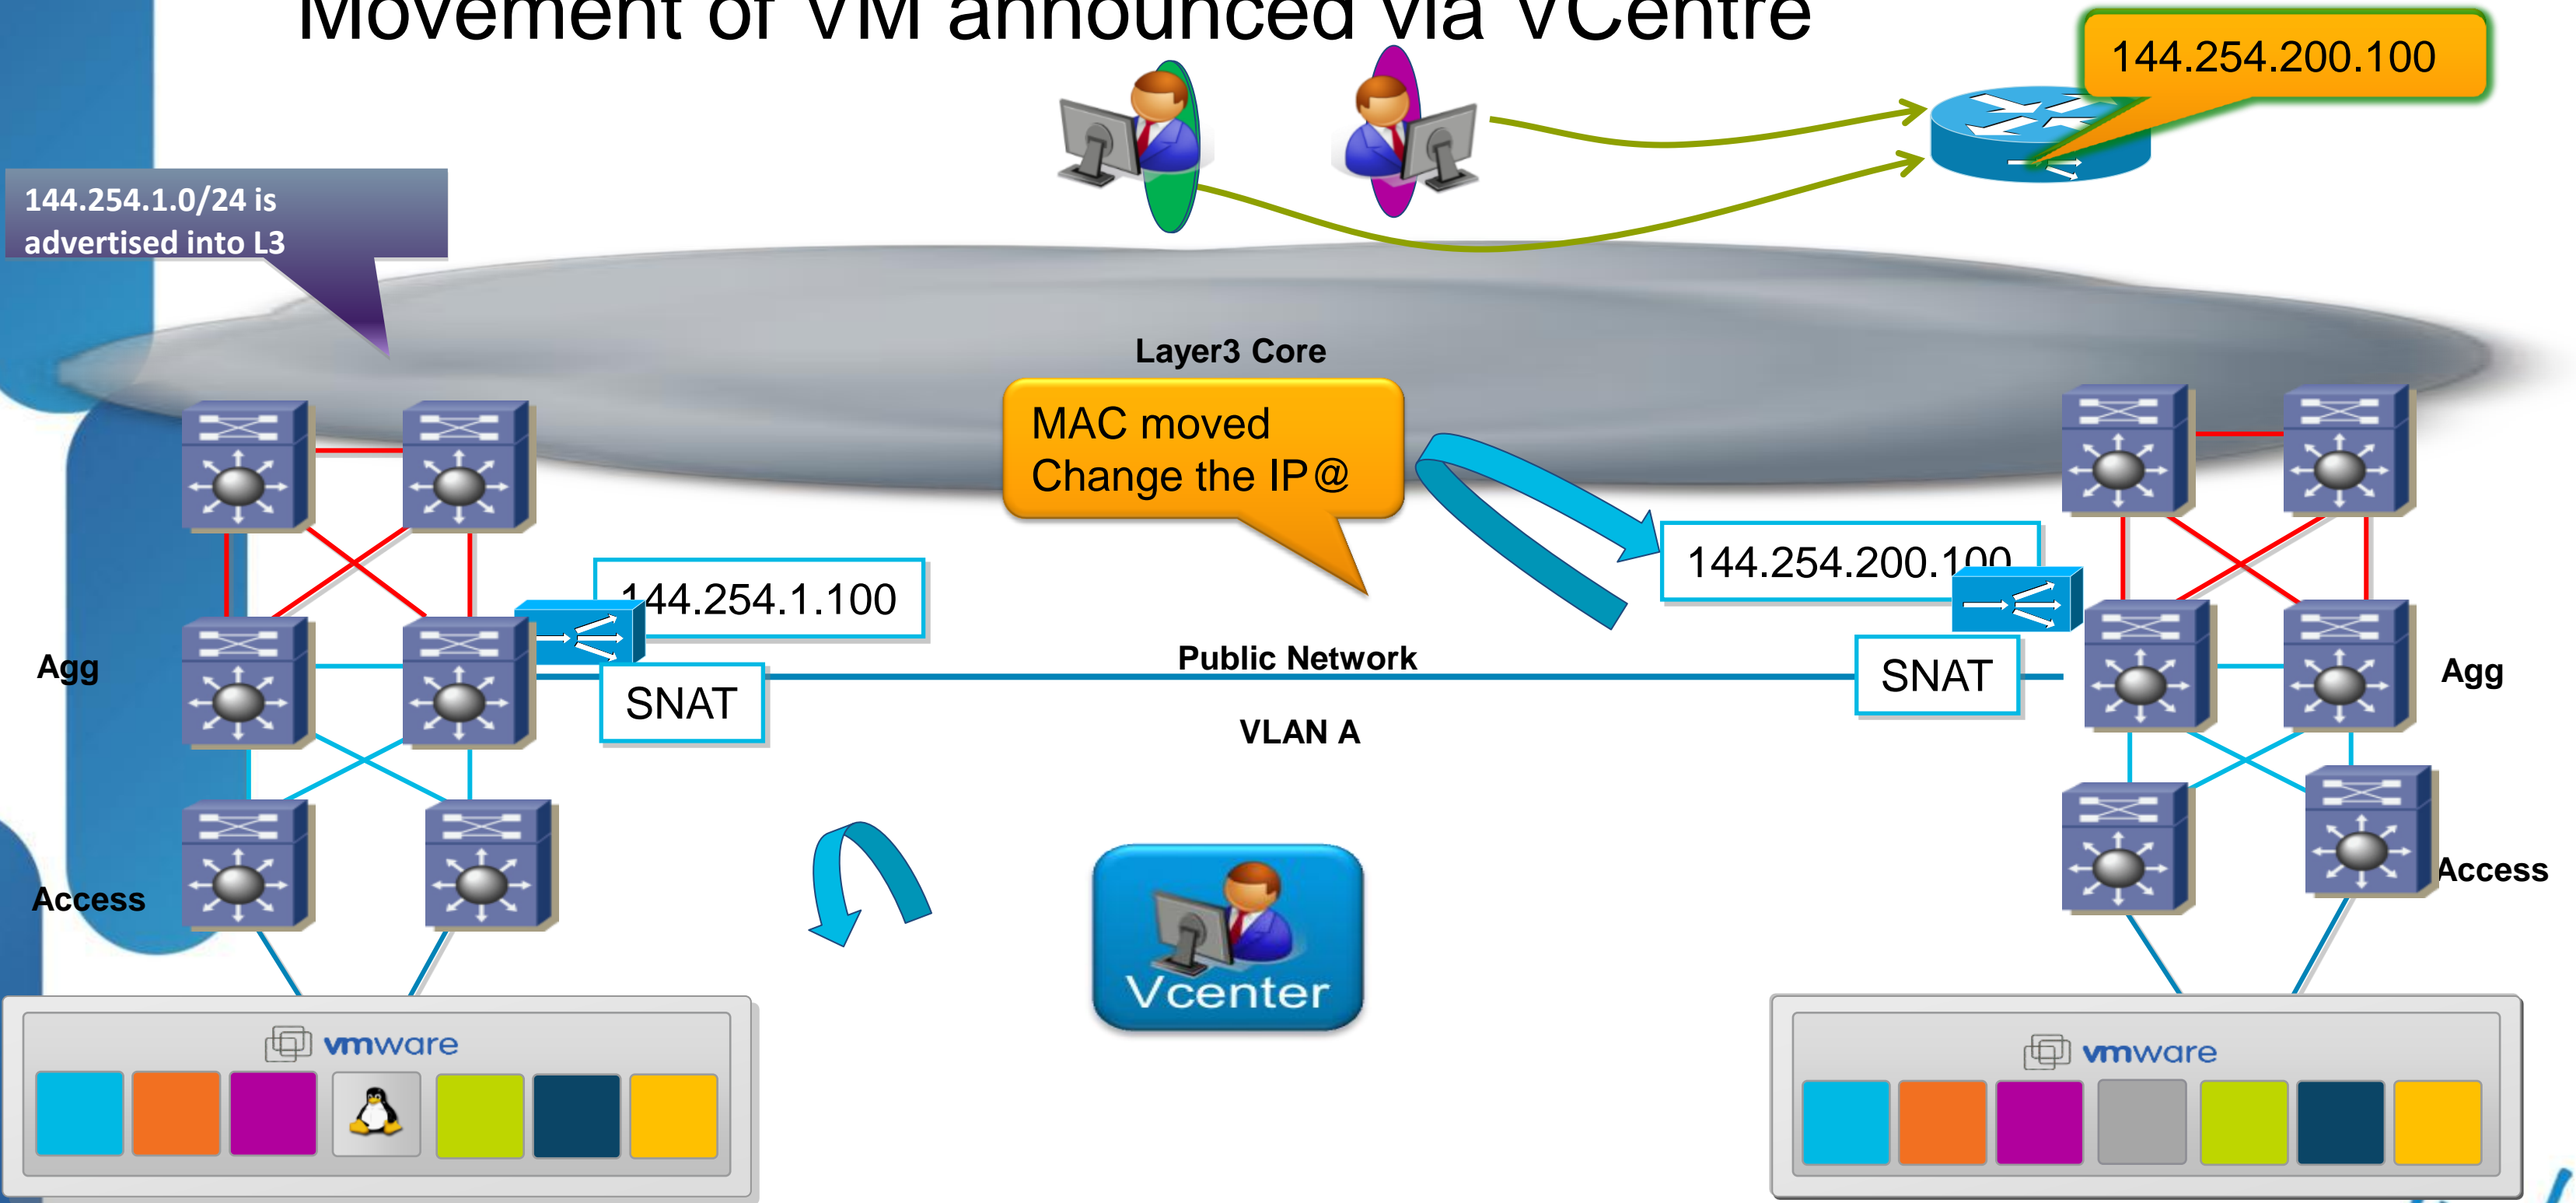 Movement of VM announced via VCentre
144.254.200.100
144.254.1.0/24 is
advertised into L3
Layer3 Core
MAC moved
Change the IP@
144.254.200.100
144.254.1.100
Public Network
SNAT
SNAT
Agg
Agg
VLAN A
Access
Access
Vcenter
vmware
vmware